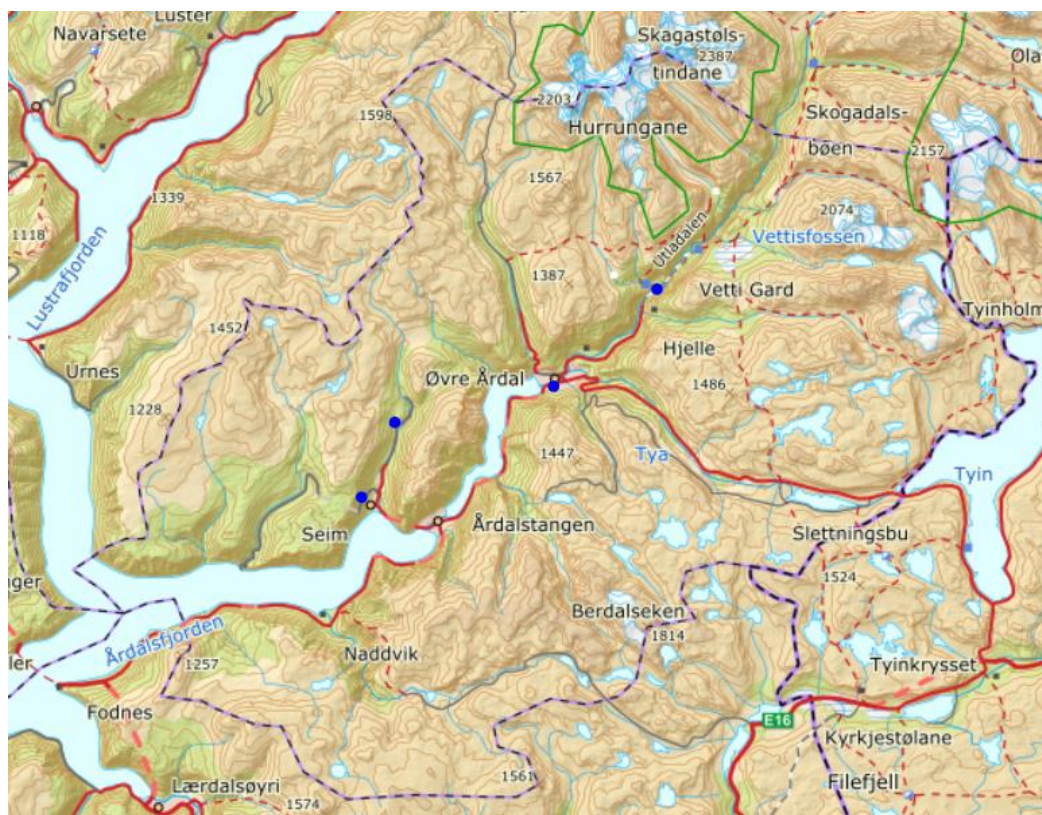 Luster
Navarsete
Skagastøls-
tindane
2387
Ola
2203
Skogadals-
bøen
1598
Hurrungane
2157
1567
1339
2074
1118
Utladalen
Vettisfossen
Lustrafjorden
1387
Vetti Gard
Tyinholm
1452
Hjelle
Urnes
Øvre Årdal
1486
1228
1447
Tya
Tyin
Årdalstangen
Seim
Slettningsbu
1524
nger
Berdalseken
Årdalsfjorden
1814
Naddvik
ler
1257
Tyinkrysset
Fodnes
E16
Kyrkjestølane
1561
Filefjell
Lærdalsøyri
1574